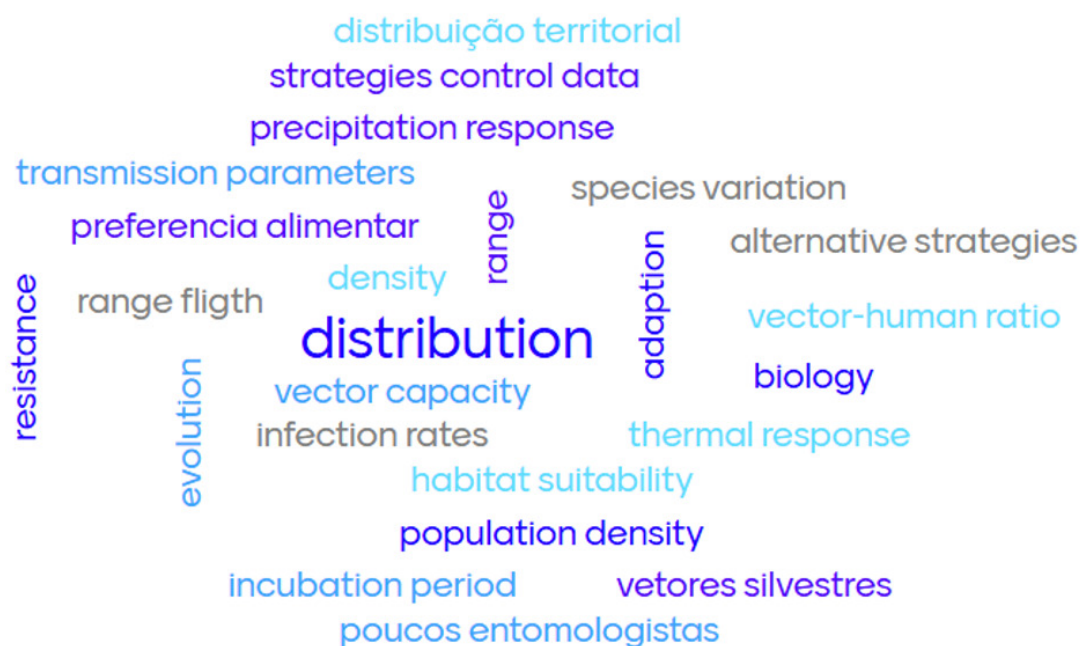 distribuição territorial
strategies control data
precipitation response
transmission parameters
species variation
preferencia alimentar
range
alternative strategies
adaption
density
resistance
range fligth
vector-human ratio
distribution
biology
vector capacity
evolution
infection rates
thermal response
habitat suitability
population density
incubation period
vetores silvestres
poucos entomologistas